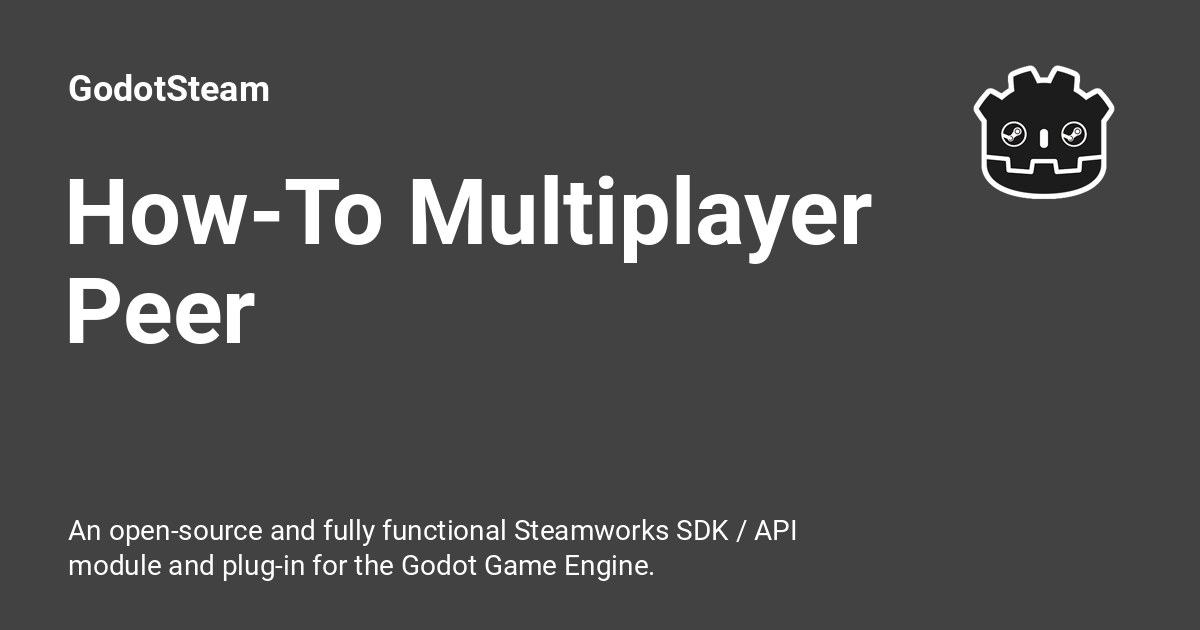 GodotSteam
How-To Multiplayer
Peer
An open-source and fully functional Steamworks SDK / API
module and plug-in for the Godot Game Engine.